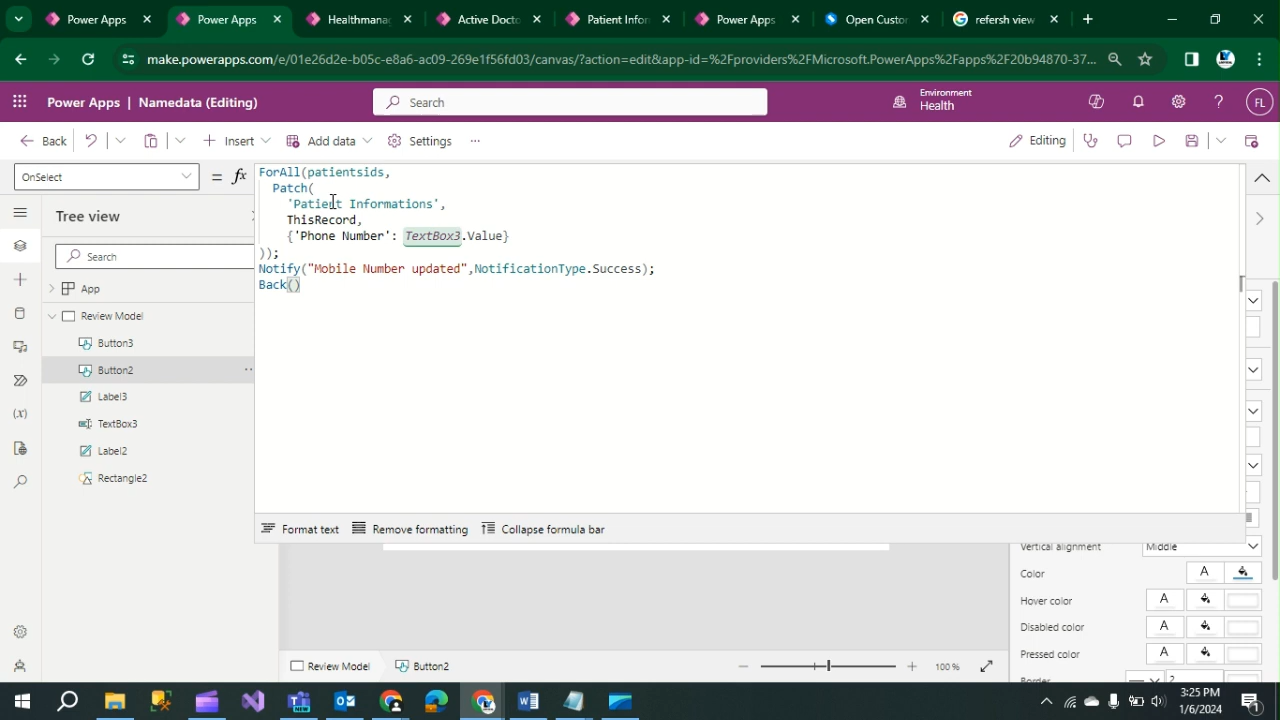 Power Apps
Power Apps
Healthmana
Active Docto
Patient Infor
Power Apps
Open Custo
refersh view
make.powerapps.com/e/01e26d2e-b05c-e8a6-ac09-269e1f56fd03/canvas/?action=edit&app-id=%2Fproviders%2FMicrosoft.PowerApps%2Fapps%2F20b94870-37...
Power Apps | Namedata (Editing)
Search
Environment
Health
FL
Back
Insert
Add data
Settings
...
Editing
OnSelect
= fx
ForAll(patientsids,
Patch(
'Patient Informations',
ThisRecord,
{'Phone Number': TextBox3.Value}
));
Notify("Mobile Number updated",NotificationType.Success);
Back()
Tree view
Search
App
Review Model
Button3
Button2
Label3
TextBox3
Label2
Rectangle2
Format text
Remove formatting
Collapse formula bar
Vertical alignment
Middle
Color
Hover color
Disabled color
Pressed color
Border
2
Review Model
Button2
100 %
3:25 PM
1/6/2024